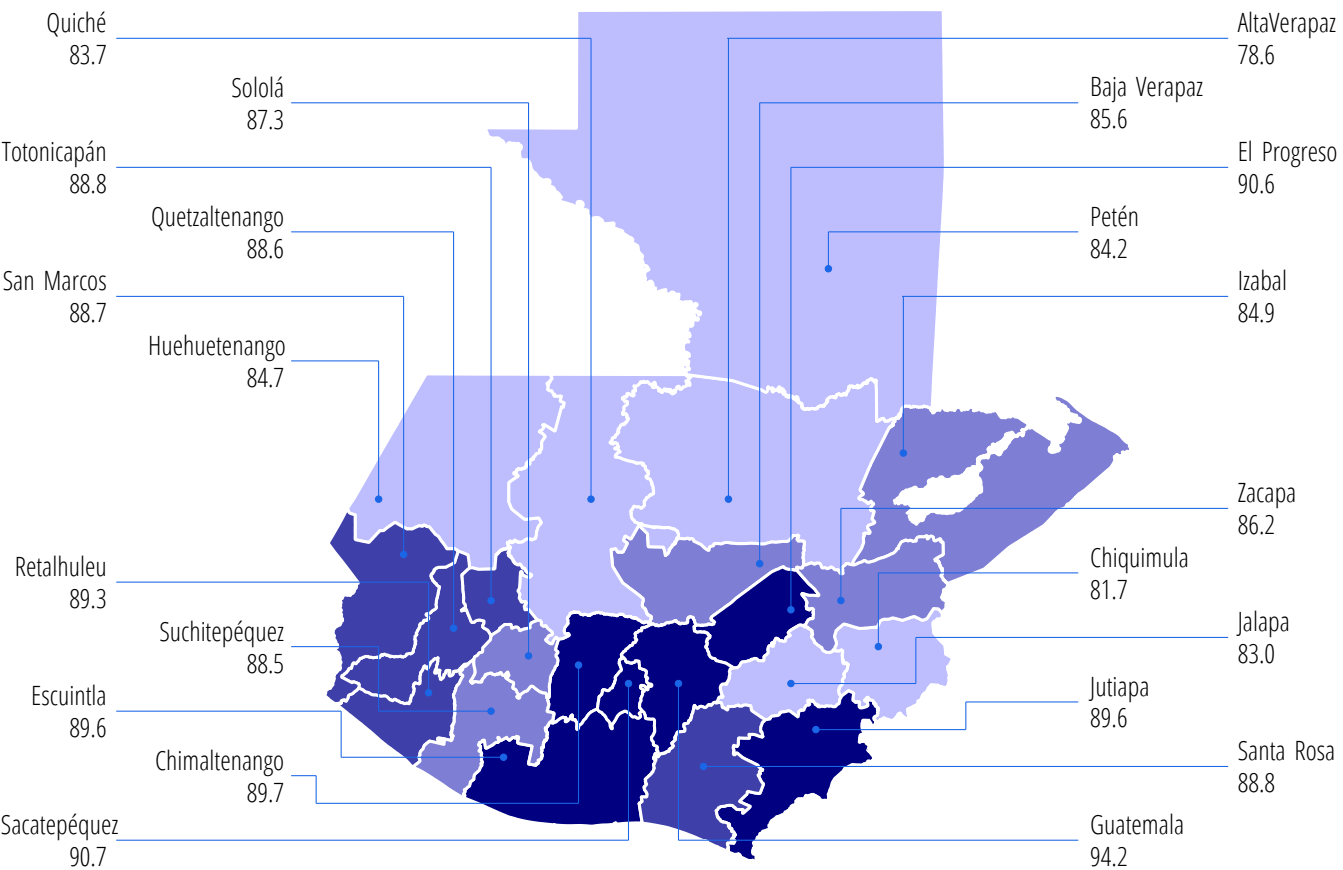 Quiché
83.7
Sololá
87.3
Totonicapán
88.8
Quetzaltenango
88.6
San Marcos
88.7
Huehuetenango
84.7
Retalhuleu
89.3
Suchitepéquez
88.5
Escuintla
89.6
Chimaltenango
89.7
Sacatepéquez
90.7
AltaVerapaz
78.6
Baja Verapaz
85.6
El Progreso
90.6
Petén
84.2
Izabal
84.9
Zacapa
86.2
Chiquimula
81.7
Jalapa
83.0
Jutiapa
89.6
Santa Rosa
88.8
Guatemala
94.2